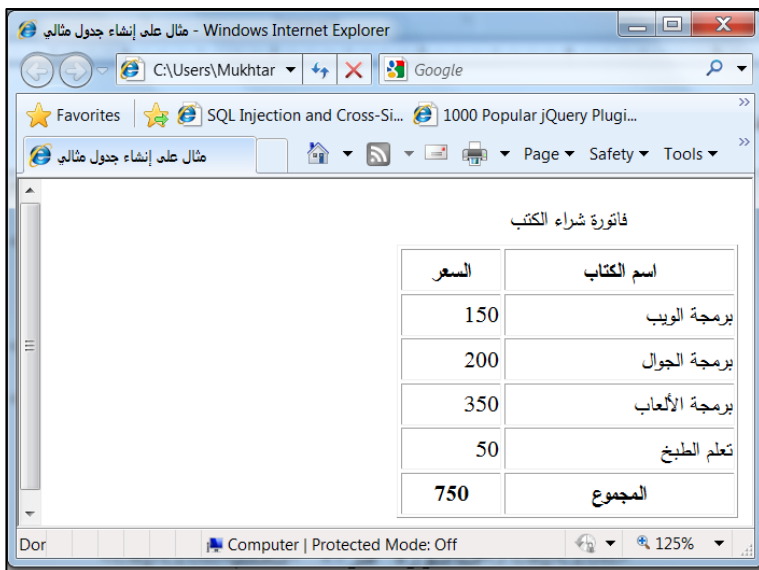 مثال على إنشاء جدول مثالي - Windows Internet Explorer
C:\Users\Mukhtar
Google
Favorites
SQL Injection and Cross-Si...
1000 Popular jQuery Plugi...
مثال على إنشاء جدول مثالي
Page
Safety
Tools
فاتورة شراء الكتب
اسم الكتاب السعر
برمجة الويب 150
برمجة الجوال 200
برمجة الألعاب 350
تعلم الطبخ 50
المجموع 750
Dor
Computer | Protected Mode: Off
125%